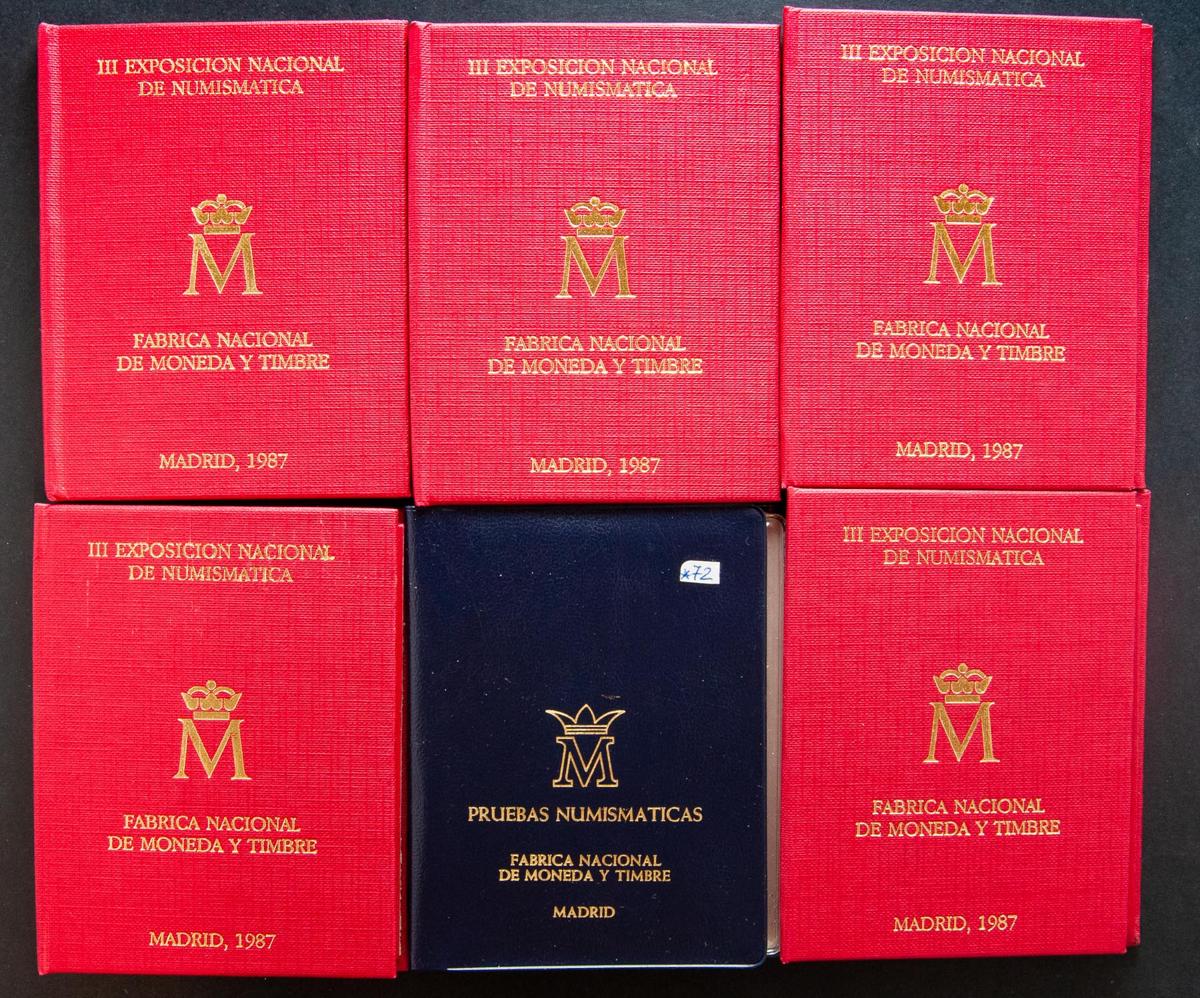 III EXPOSICION NACIONAL
DE NUMISMATICA
M
FABRICA NACIONAL
DE MONEDA Y TIMBRE
MADRID, 1987
III EXPOSICION NACIONAL
DE NUMISMATICA
M
FABRICA NACIONAL
DE MONEDA Y TIMBRE
MADRID, 1987
III EXPOSICION NACIONAL
DE NUMISMATICA
M
FABRICA NACIONAL
DE MONEDA Y TIMBRE
MADRID, 1987
III EXPOSICION NACIONAL
DE NUMISMATICA
M
FABRICA NACIONAL
DE MONEDA Y TIMBRE
MADRID, 1987
*72
M
PRUEBAS NUMISMATICAS
FABRICA NACIONAL
DE MONEDA Y TIMBRE
MADRID
III EXPOSICION NACIONAL
DE NUMISMATICA
M
FABRICA NACIONAL
DE MONEDA Y TIMBRE
MADRID, 1987